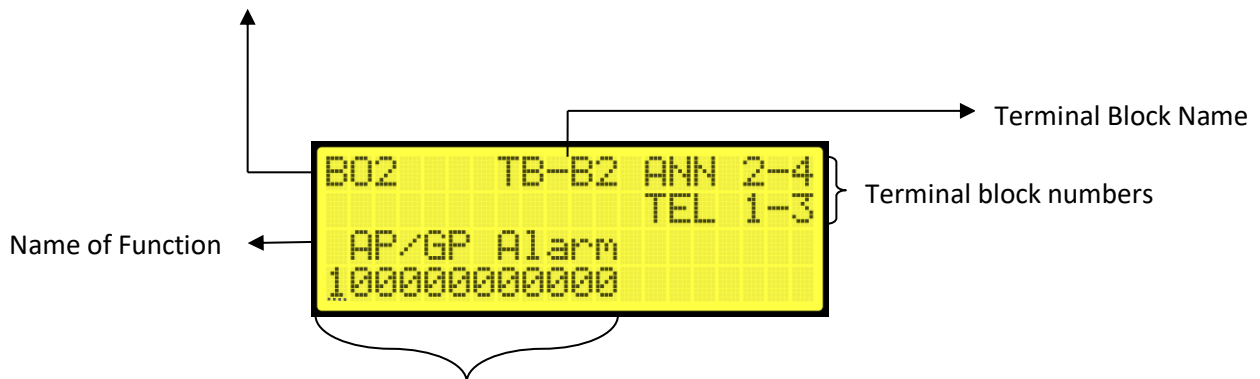 Terminal Block Name
BO2 TB-B2 ANN 2-4
TEL 1-3
Terminal block numbers
Name of Function
AP/GP Alarm
100000000000